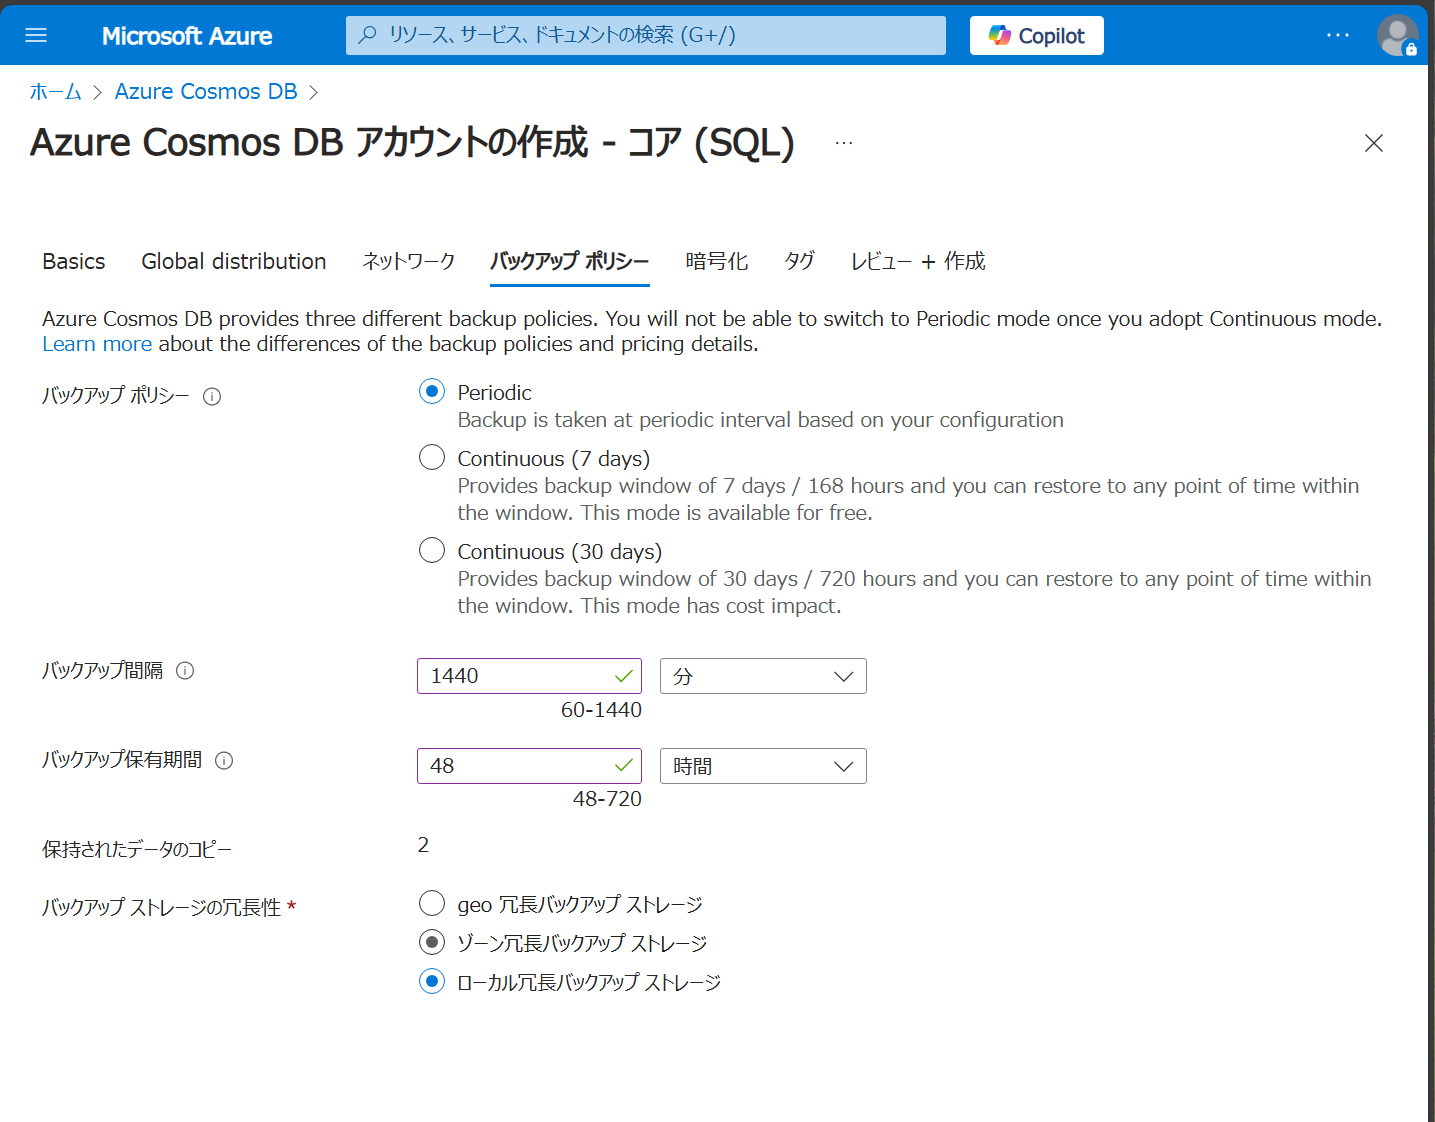 Microsoft Azure
リソース、サービス、ドキュメントの検索 (G+/)
Copilot
ホーム > Azure Cosmos DB >
Azure Cosmos DB アカウントの作成 - コア (SQL)
Basics Global distribution ネットワーク バックアップ ポリシー 暗号化 タグ レビュー + 作成
Azure Cosmos DB provides three different backup policies. You will not be able to switch to Periodic mode once you adopt Continuous mode.
Learn more about the differences of the backup policies and pricing details.
バックアップ ポリシー
Periodic
Backup is taken at periodic interval based on your configuration
Continuous (7 days)
Provides backup window of 7 days / 168 hours and you can restore to any point of time within
the window. This mode is available for free.
Continuous (30 days)
Provides backup window of 30 days / 720 hours and you can restore to any point of time within
the window. This mode has cost impact.
バックアップ間隔
1440 分
60-1440
バックアップ保有期間
48 時間
48-720
保持されたデータのコピー 2
バックアップ ストレージの冗長性 *
geo 冗長バックアップ ストレージ
ゾーン冗長バックアップ ストレージ
ローカル冗長バックアップ ストレージ